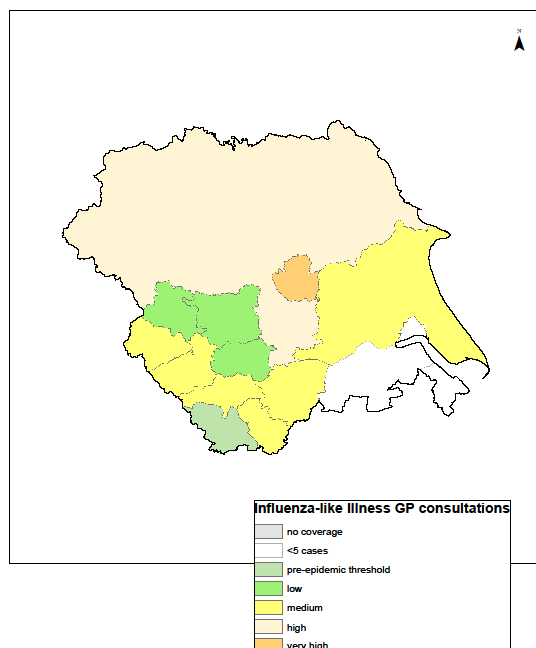 N
Influenza-like Illness GP consultations
no coverage
<5 cases
pre-epidemic threshold
low
medium
high
very high